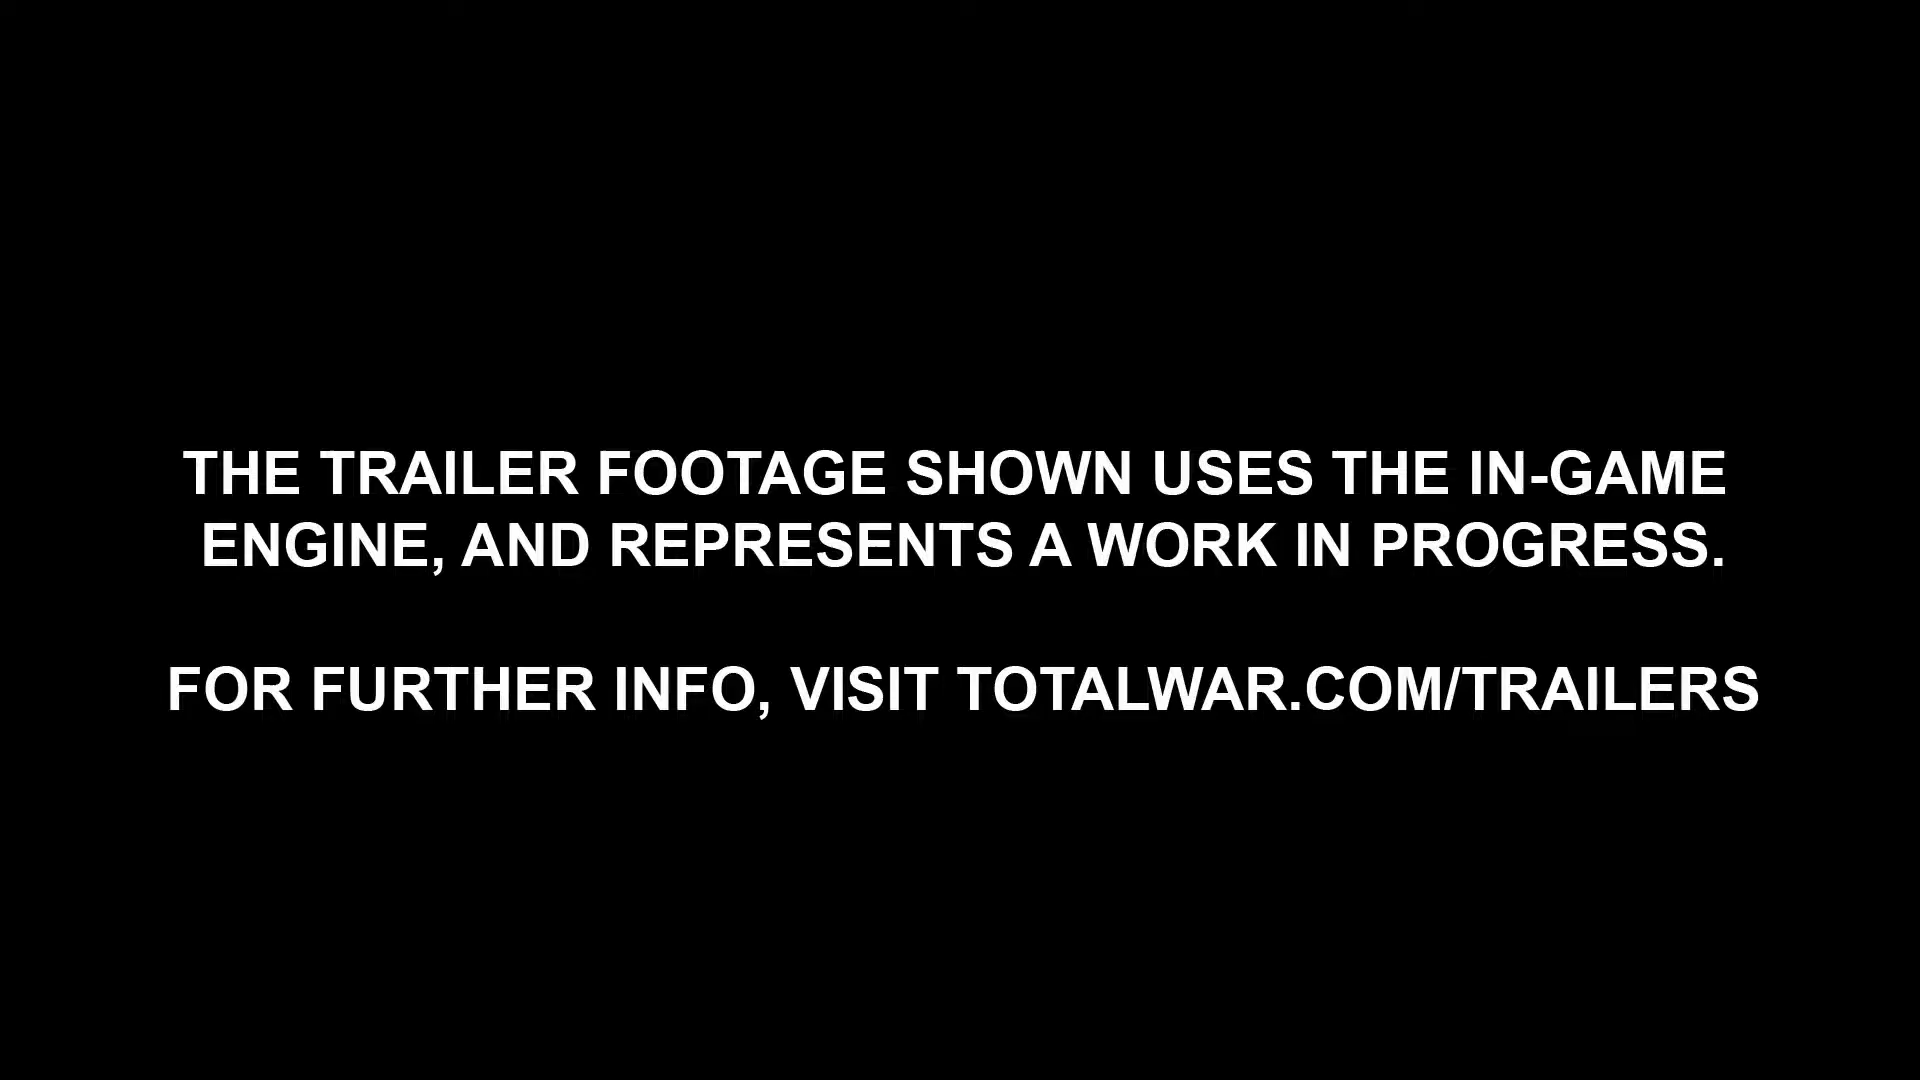 THE TRAILER FOOTAGE SHOWN USES THE IN-GAME
ENGINE, AND REPRESENTS A WORK IN PROGRESS.
FOR FURTHER INFO, VISIT TOTALWAR.COM/TRAILERS